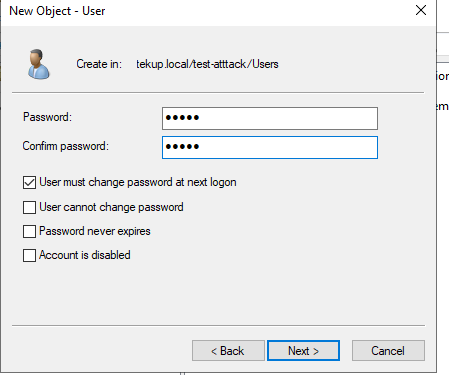 New Object - User
Create in: tekup.local/test-atttack/Users
Password: •••••
Confirm password: •••••
User must change password at next logon
User cannot change password
Password never expires
Account is disabled
< Back Next > Cancel